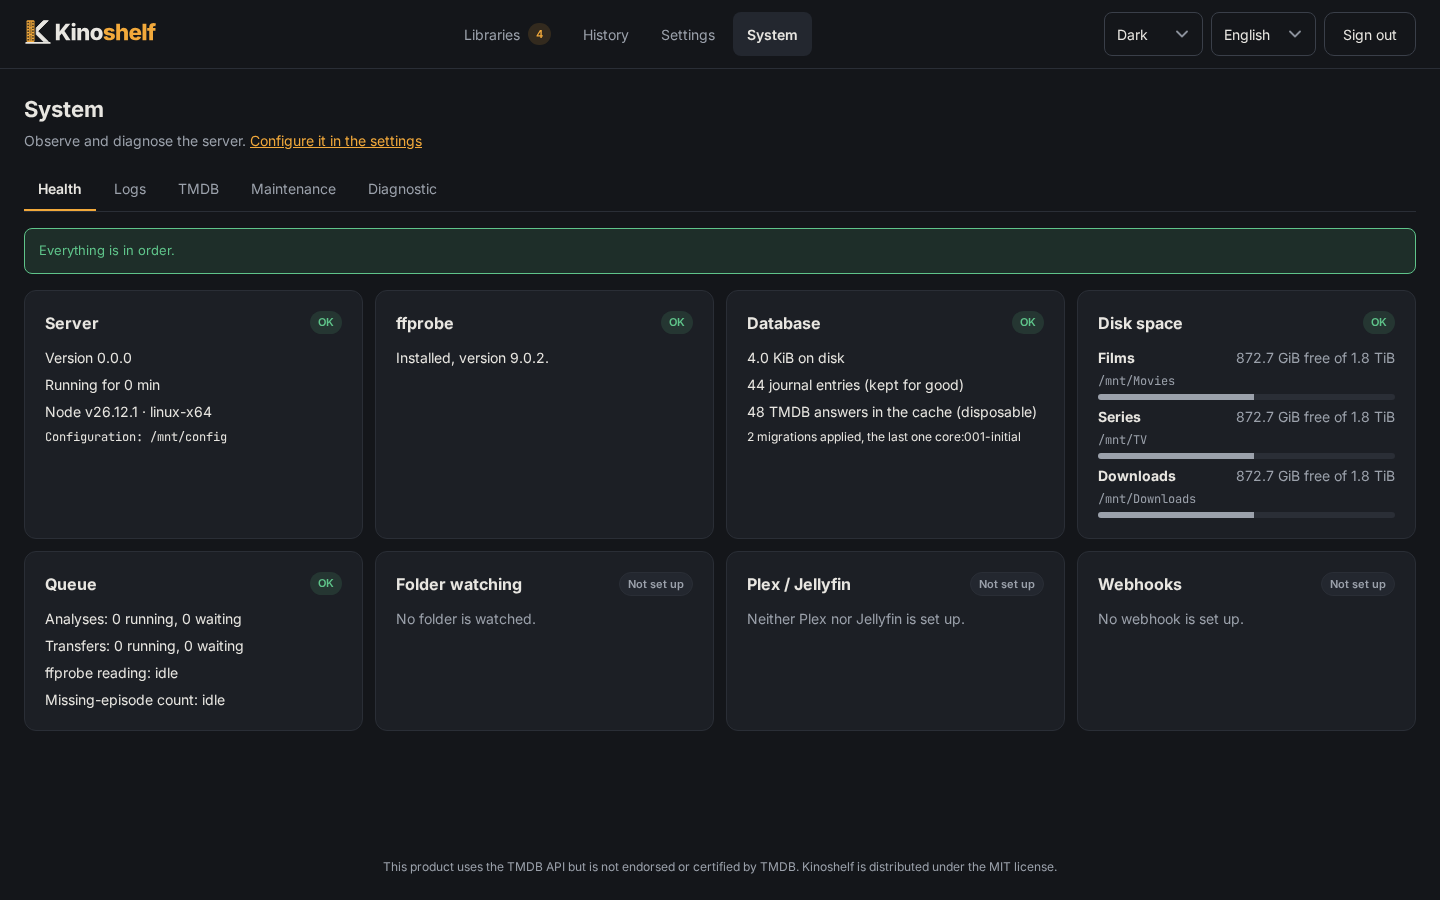 Kinoshelf
Libraries 4
History
Settings
System
Dark
English
Sign out
System
Observe and diagnose the server. Configure it in the settings
Health
Logs
TMDB
Maintenance
Diagnostic
Everything is in order.
Server OK
Version 0.0.0
Running for 0 min
Node v26.12.1 · linux-x64
Configuration: /mnt/config
ffprobe OK
Installed, version 9.0.2.
Database OK
4.0 KiB on disk
44 journal entries (kept for good)
48 TMDB answers in the cache (disposable)
2 migrations applied, the last one core:001-initial
Disk space OK
Films 872.7 GiB free of 1.8 TiB
/mnt/Movies
Series 872.7 GiB free of 1.8 TiB
/mnt/TV
Downloads 872.7 GiB free of 1.8 TiB
/mnt/Downloads
Queue OK
Analyses: 0 running, 0 waiting
Transfers: 0 running, 0 waiting
ffprobe reading: idle
Missing-episode count: idle
Folder watching Not set up
No folder is watched.
Plex / Jellyfin Not set up
Neither Plex nor Jellyfin is set up.
Webhooks Not set up
No webhook is set up.
This product uses the TMDB API but is not endorsed or certified by TMDB. Kinoshelf is distributed under the MIT license.